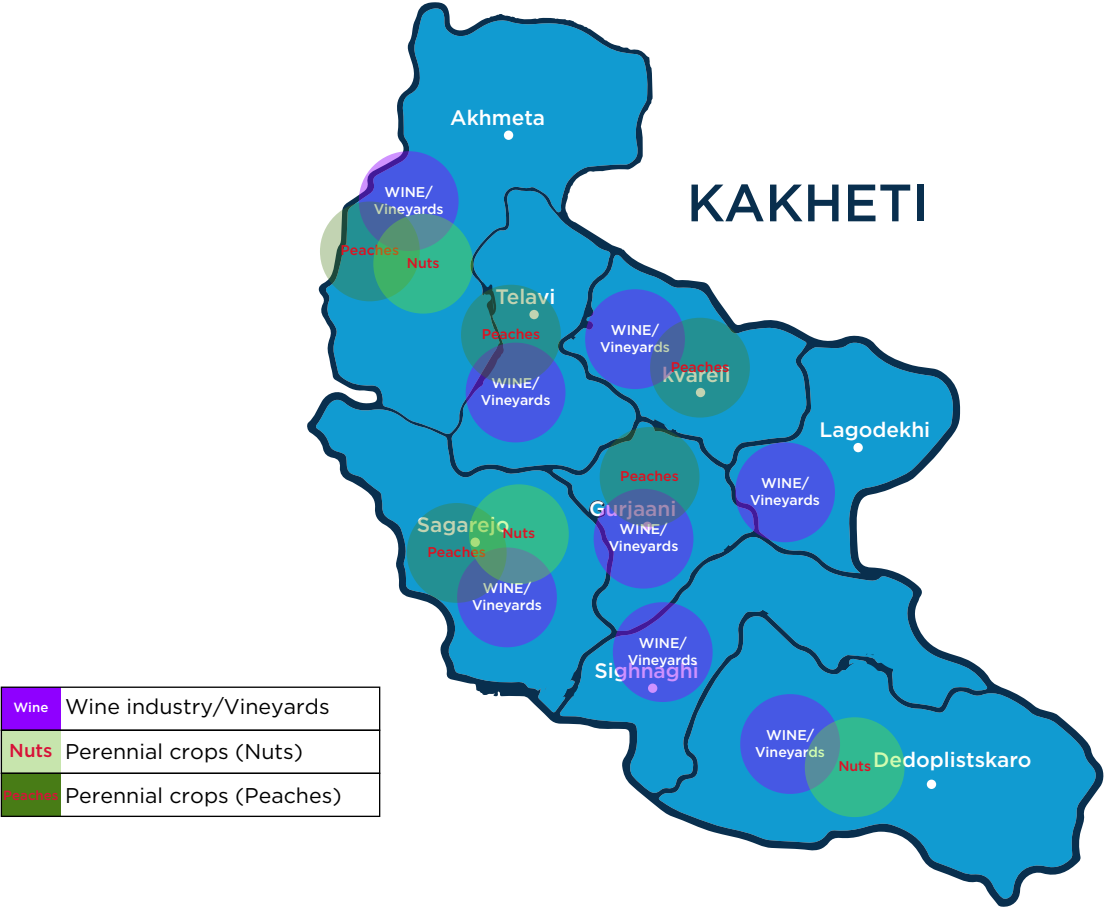 Akhmeta
KAKHETI
WINE/
Vineyards
Peaches
Nuts
Telavi
Peaches
WINE/
Vineyards
WINE/
Vineyards
Peaches
kvareli
Lagodekhi
WINE/
Vineyards
Peaches
Gurjaani
WINE/
Vineyards
Sagarejo
Nuts
Peaches
WINE/
Vineyards
WINE/
Vineyards
Sighnaghi
WINE/
Vineyards
Nuts
Dedoplistskaro
Wine Wine industry/Vineyards
Nuts Perennial crops (Nuts)
Peaches Perennial crops (Peaches)